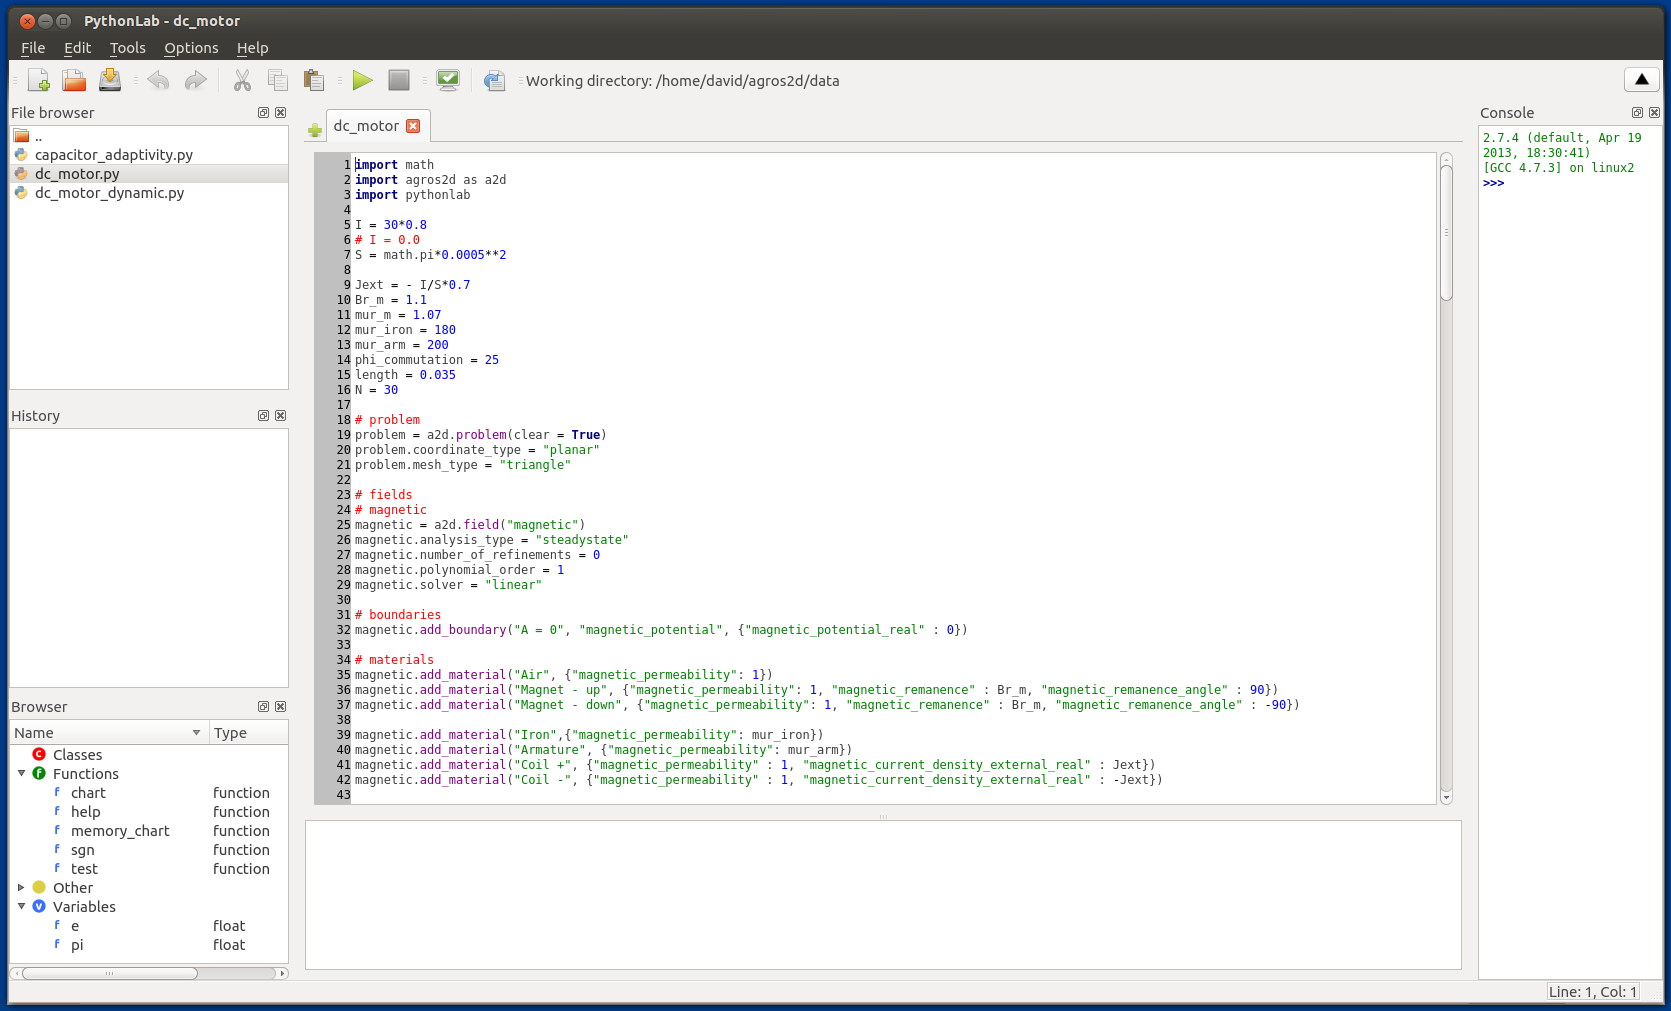 PythonLab - dc_motor
File Edit Tools Options Help
Working directory: /home/david/agros2d/data
File browser
..
capacitor_adaptivity.py
dc_motor.py
dc_motor_dynamic.py
History
Browser
Name Type
Classes
Functions
chart function
help function
memory_chart function
sgn function
test function
Other
Variables
e float
pi float
dc_motor
1 import math
2 import agros2d as a2d
3 import pythonlab
4
5 I = 30*0.8
6 # I = 0.0
7 S = math.pi*0.0005**2
8
9 Jext = - I/S*0.7
10 Br_m = 1.1
11 mur_m = 1.07
12 mur_iron = 180
13 mur_arm = 200
14 phi_commutation = 25
15 length = 0.035
16 N = 30
17
18 # problem
19 problem = a2d.problem(clear = True)
20 problem.coordinate_type = "planar"
21 problem.mesh_type = "triangle"
22
23 # fields
24 # magnetic
25 magnetic = a2d.field("magnetic")
26 magnetic.analysis_type = "steadystate"
27 magnetic.number_of_refinements = 0
28 magnetic.polynomial_order = 1
29 magnetic.solver = "linear"
30
31 # boundaries
32 magnetic.add_boundary("A = 0", "magnetic_potential", {"magnetic_potential_real" : 0})
33
34 # materials
35 magnetic.add_material("Air", {"magnetic_permeability": 1})
36 magnetic.add_material("Magnet - up", {"magnetic_permeability": 1, "magnetic_remanence" : Br_m, "magnetic_remanence_angle" : 90})
37 magnetic.add_material("Magnet - down", {"magnetic_permeability": 1, "magnetic_remanence" : Br_m, "magnetic_remanence_angle" : -90})
38
39 magnetic.add_material("Iron",{"magnetic_permeability": mur_iron})
40 magnetic.add_material("Armature", {"magnetic_permeability": mur_arm})
41 magnetic.add_material("Coil +", {"magnetic_permeability" : 1, "magnetic_current_density_external_real" : Jext})
42 magnetic.add_material("Coil -", {"magnetic_permeability" : 1, "magnetic_current_density_external_real" : -Jext})
43
Console
2.7.4 (default, Apr 19
2013, 18:30:41)
[GCC 4.7.3] on linux2
>>>
Line: 1, Col: 1